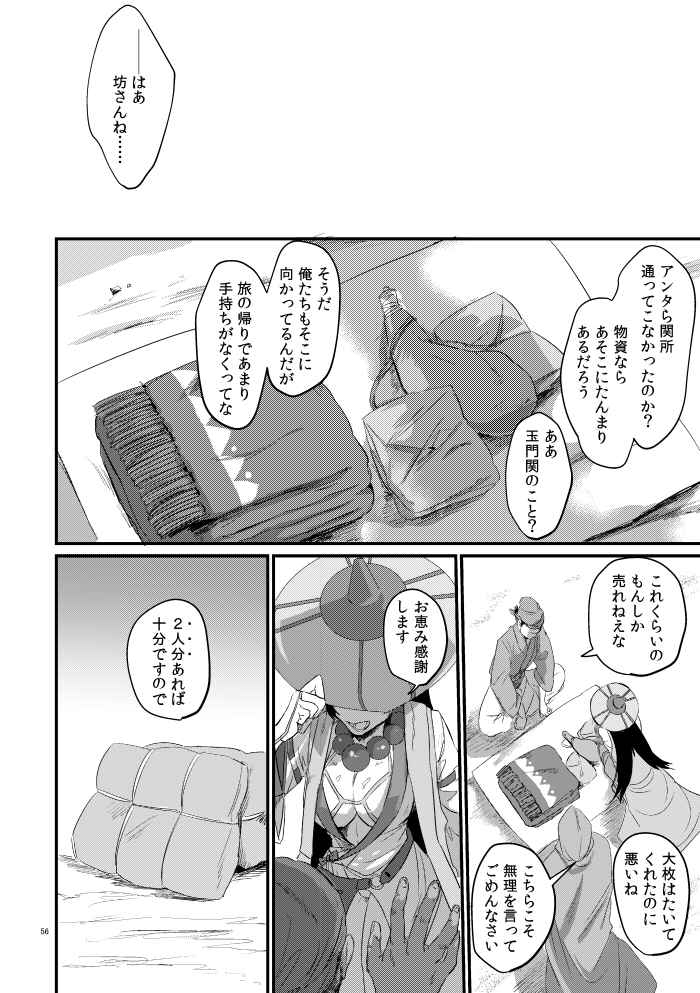 ――はあ
坊さんね……
アンタら関所
通ってこなかったのか？
物資なら
あそこにたんまり
あるだろう
ああ
玉門関のこと？
そうだ
俺たちもそこに
向かってるんだが
旅の帰りであまり
手持ちがなくってな
これくらいの
もんしか
売れねえな
大枚はたいて
くれたのに
悪いね
こちらこそ
無理を言って
ごめんなさい
お恵み感謝
します
２人分あれば
十分ですので
56